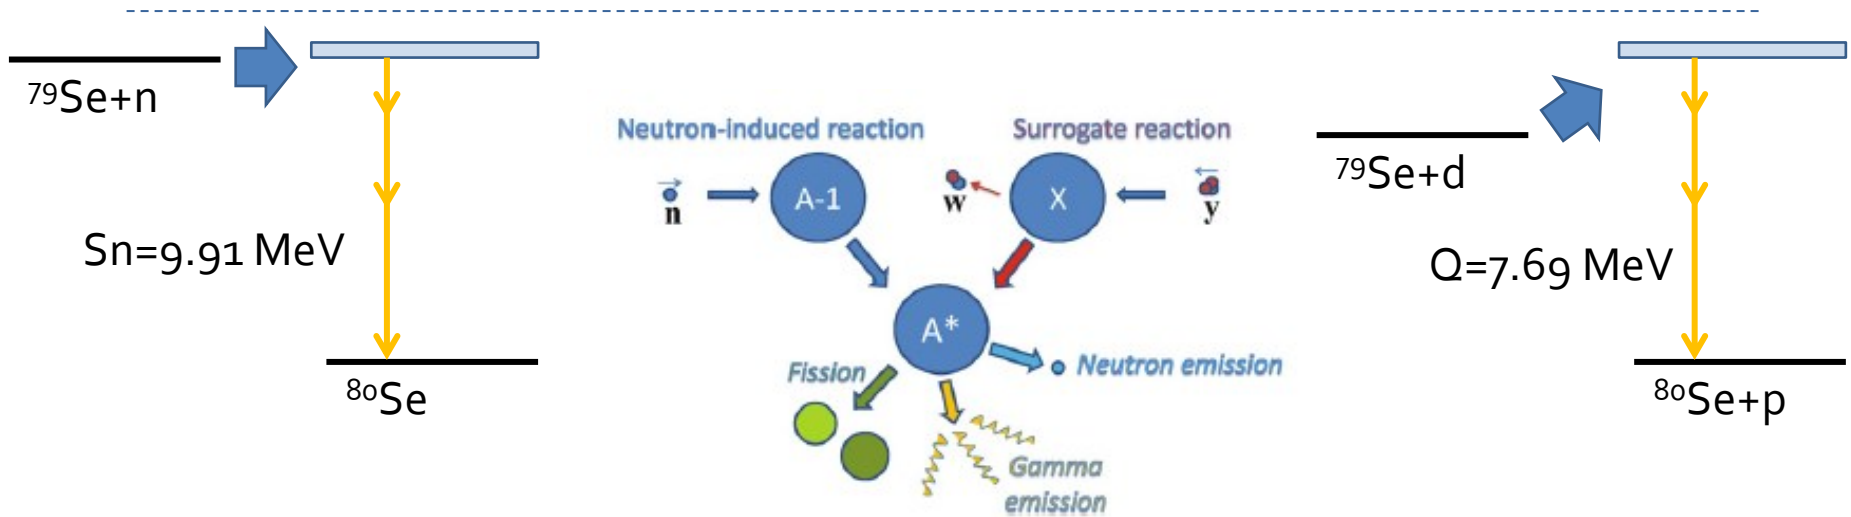 ⁷⁹Se+n
Sn=9.91 MeV
⁸⁰Se
Neutron-induced reaction
Surrogate reaction
n
A-1
w
X
y
A*
Fission
Neutron emission
Gamma
emission
⁷⁹Se+d
Q=7.69 MeV
⁸⁰Se+p